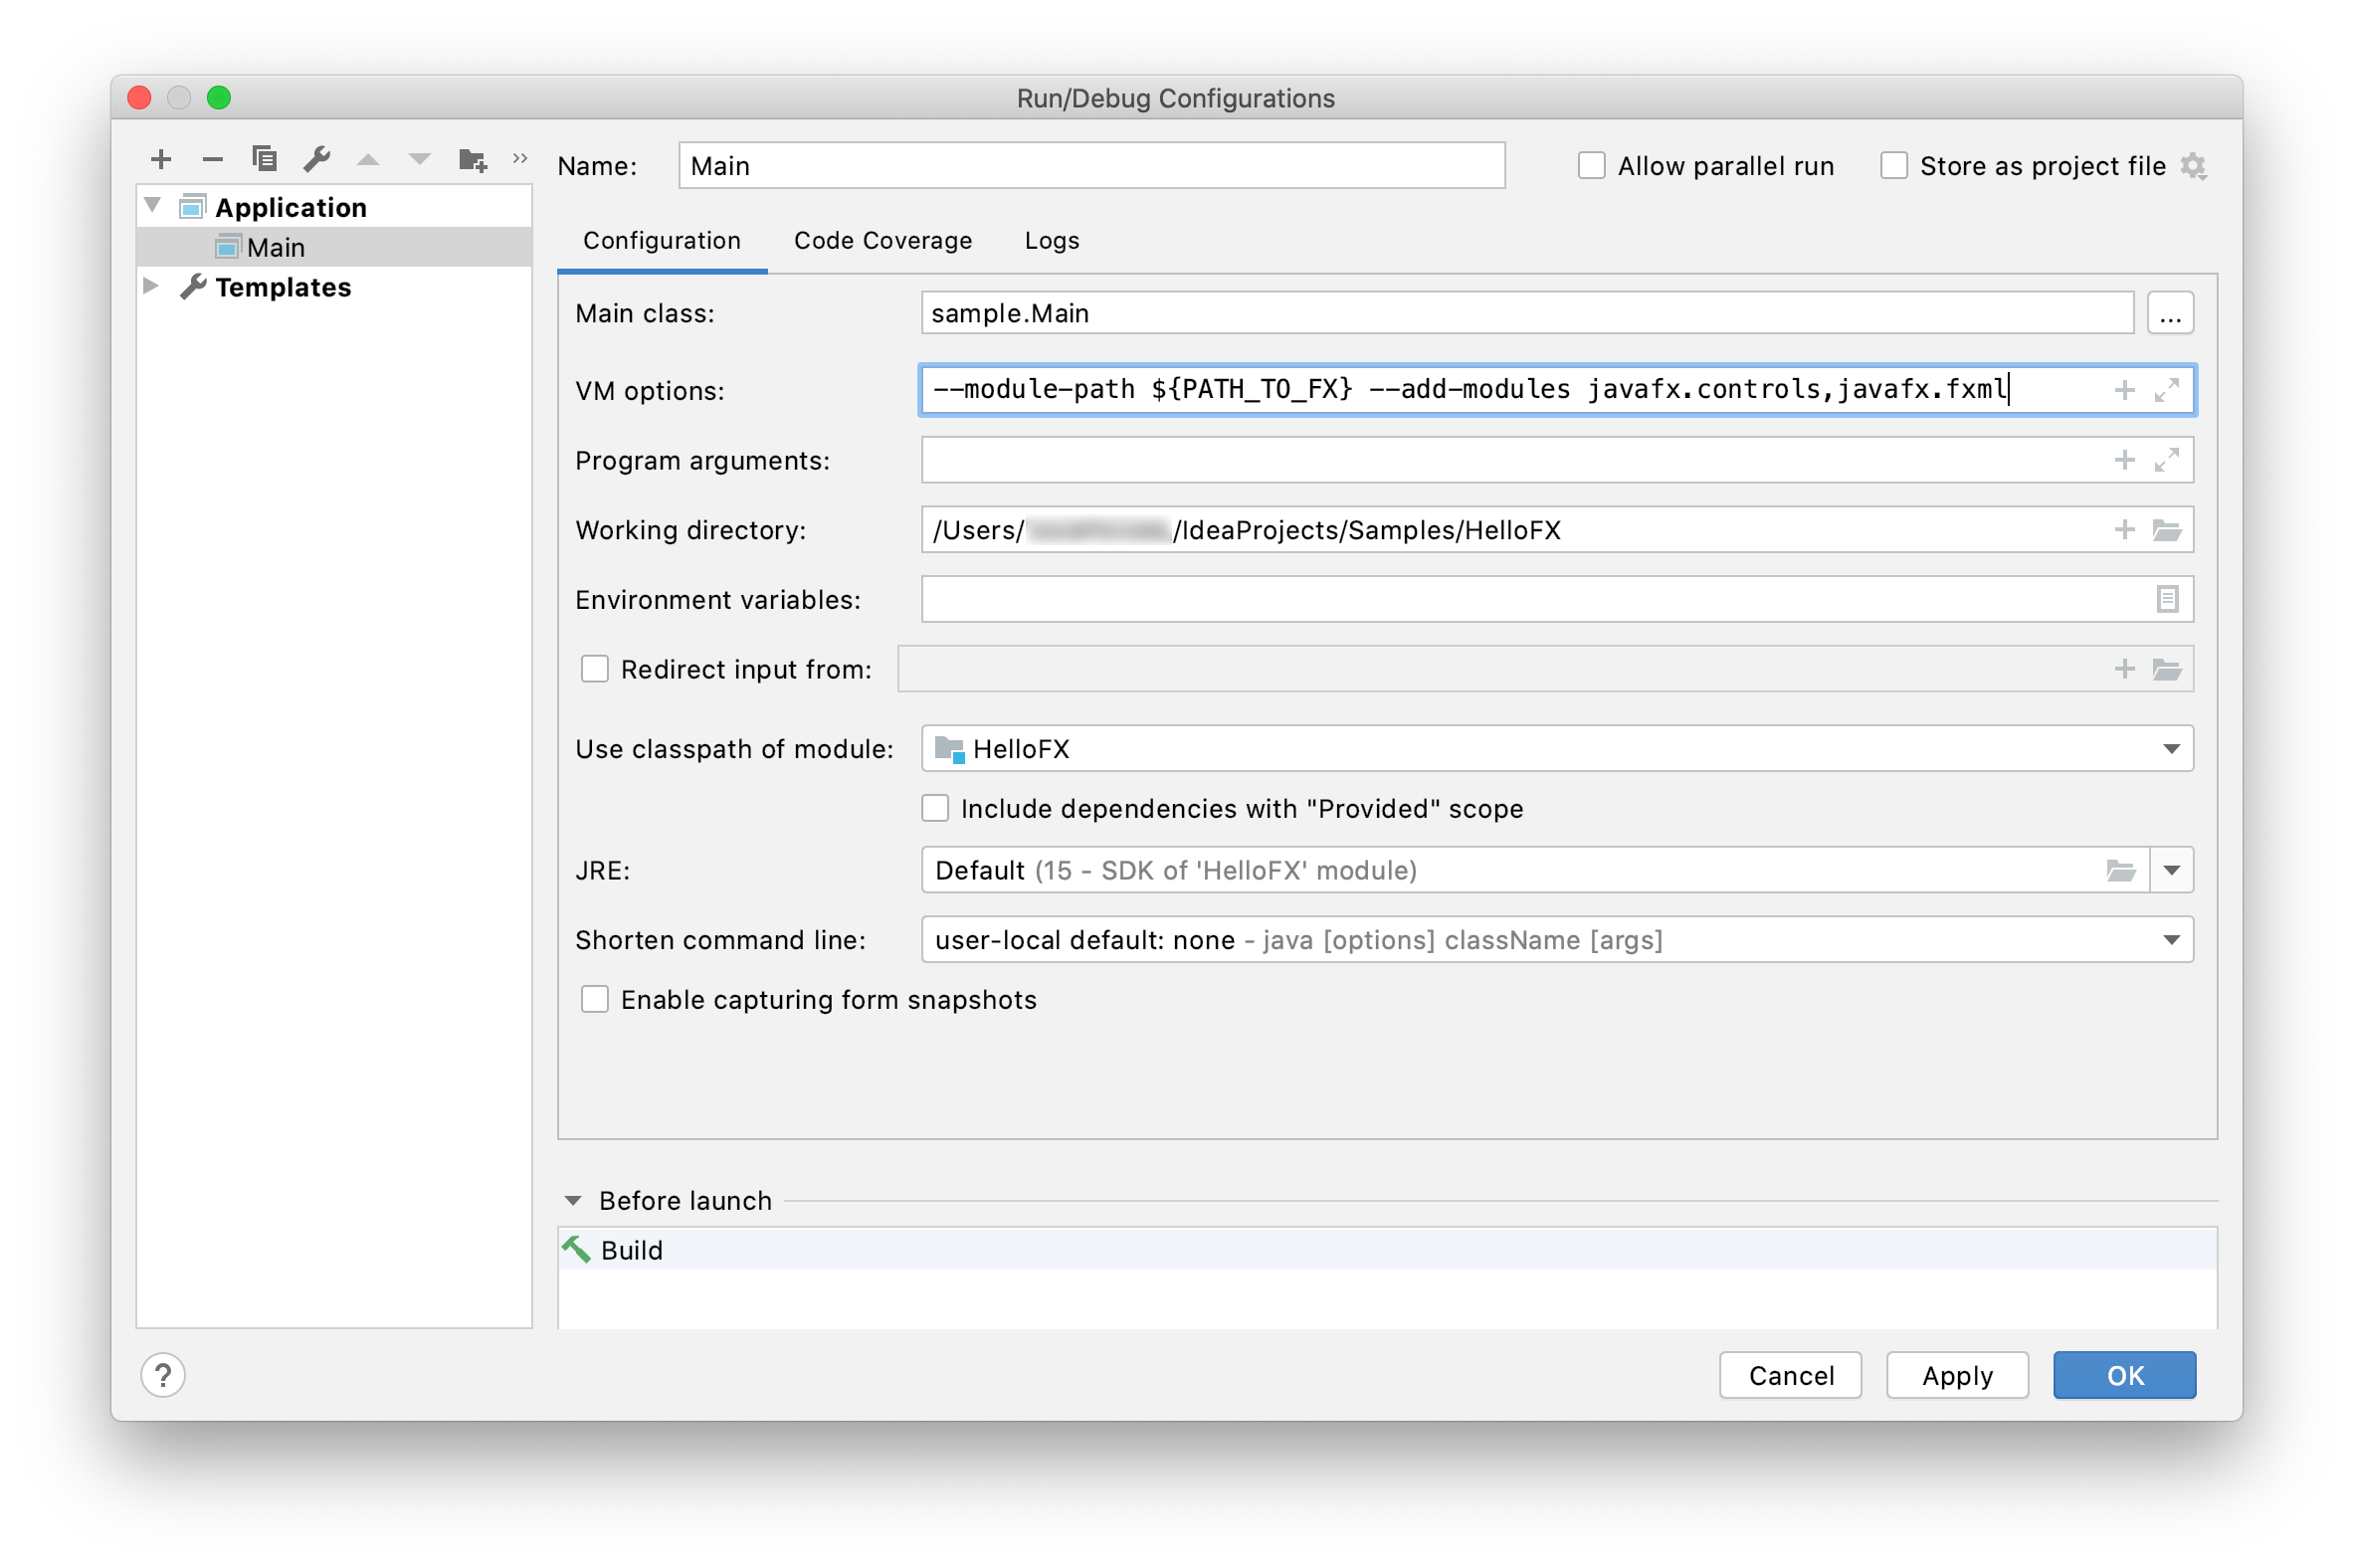 Run/Debug Configurations
Name: Main Allow parallel run Store as project file
Application
Main
Templates
Configuration Code Coverage Logs
Main class: sample.Main ...
VM options: --module-path ${PATH_TO_FX} --add-modules javafx.controls,javafx.fxml
Program arguments:
Working directory: /Users/ /IdeaProjects/Samples/HelloFX
Environment variables:
Redirect input from:
Use classpath of module: HelloFX
Include dependencies with "Provided" scope
JRE: Default (15 - SDK of 'HelloFX' module)
Shorten command line: user-local default: none - java [options] className [args]
Enable capturing form snapshots
Before launch
Build
? Cancel Apply OK